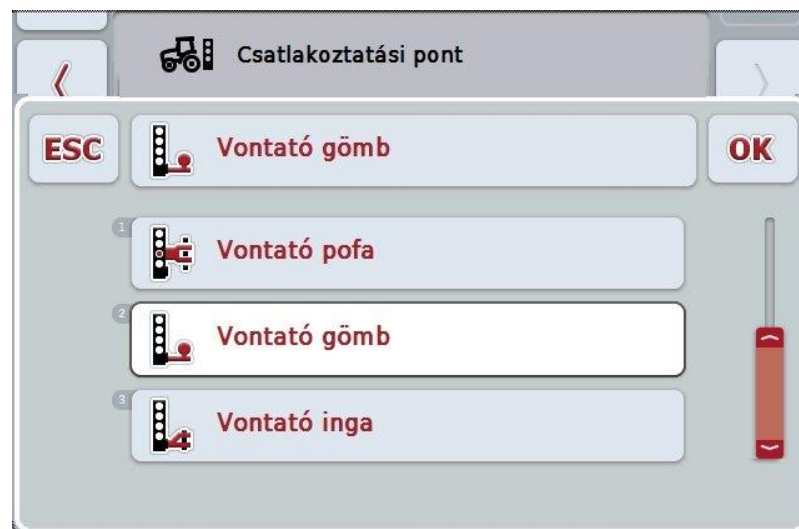 Csatlakoztatási pont
ESC
Vontató gömb
OK
1
Vontató pofa
2
Vontató gömb
3
Vontató inga